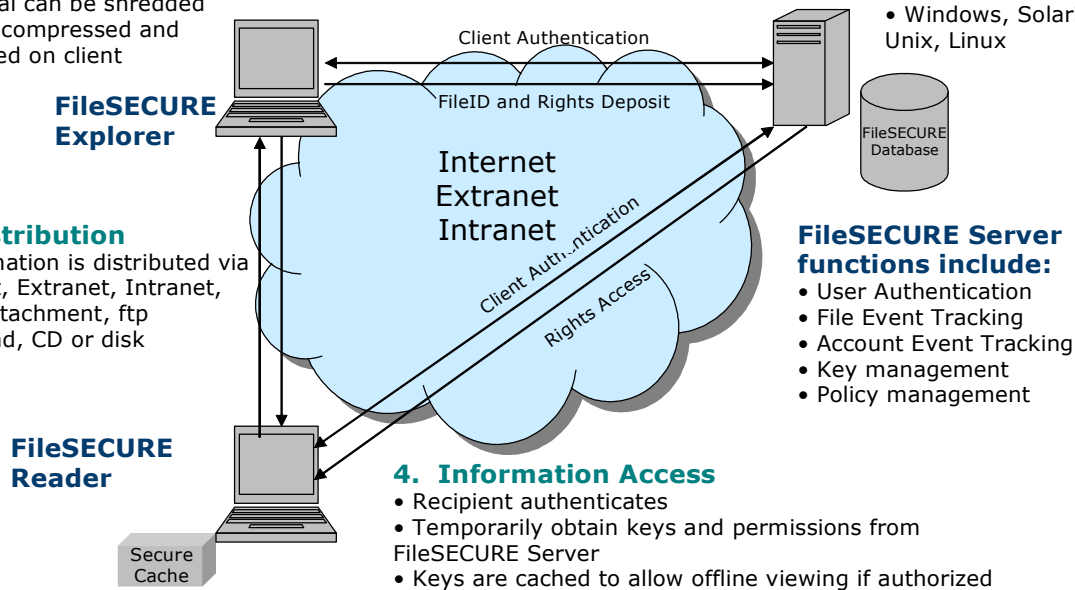 al can be shredded
compressed and
ed on client
FileSECURE
Explorer
Client Authentication
FileID and Rights Deposit
• Windows, Solar
Unix, Linux
FileSECURE
Database
Internet
Extranet
Intranet
Client Authentication
Rights Access
stribution
mation is distributed via
t, Extranet, Intranet,
tachment, ftp
ad, CD or disk
FileSECURE Server
functions include:
• User Authentication
• File Event Tracking
• Account Event Tracking
• Key management
• Policy management
FileSECURE
Reader
Secure
Cache
4. Information Access
• Recipient authenticates
• Temporarily obtain keys and permissions from
FileSECURE Server
• Keys are cached to allow offline viewing if authorized